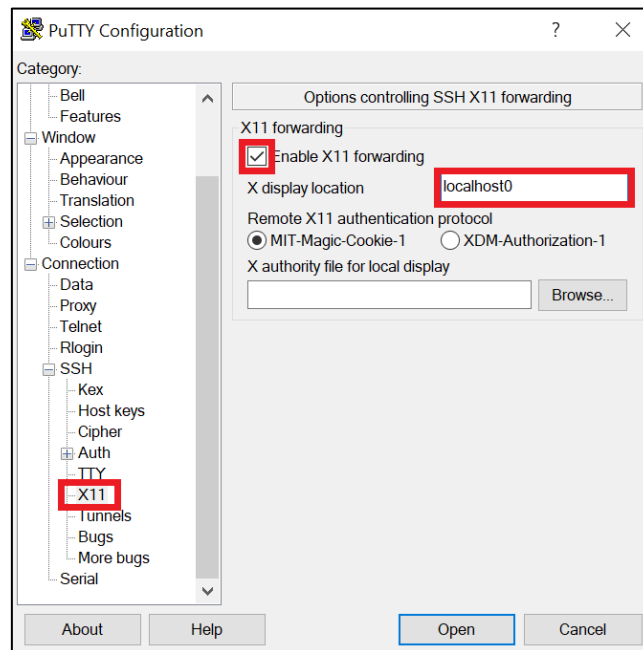 PuTTY Configuration
?
Category:
Bell
Features
Window
Appearance
Behaviour
Translation
Selection
Colours
Connection
Data
Proxy
Telnet
Rlogin
SSH
Kex
Host keys
Cipher
Auth
TTY
X11
Tunnels
Bugs
More bugs
Serial
Options controlling SSH X11 forwarding
X11 forwarding
Enable X11 forwarding
X display location localhost0
Remote X11 authentication protocol
MIT-Magic-Cookie-1 XDM-Authorization-1
X authority file for local display
Browse...
About Help Open Cancel